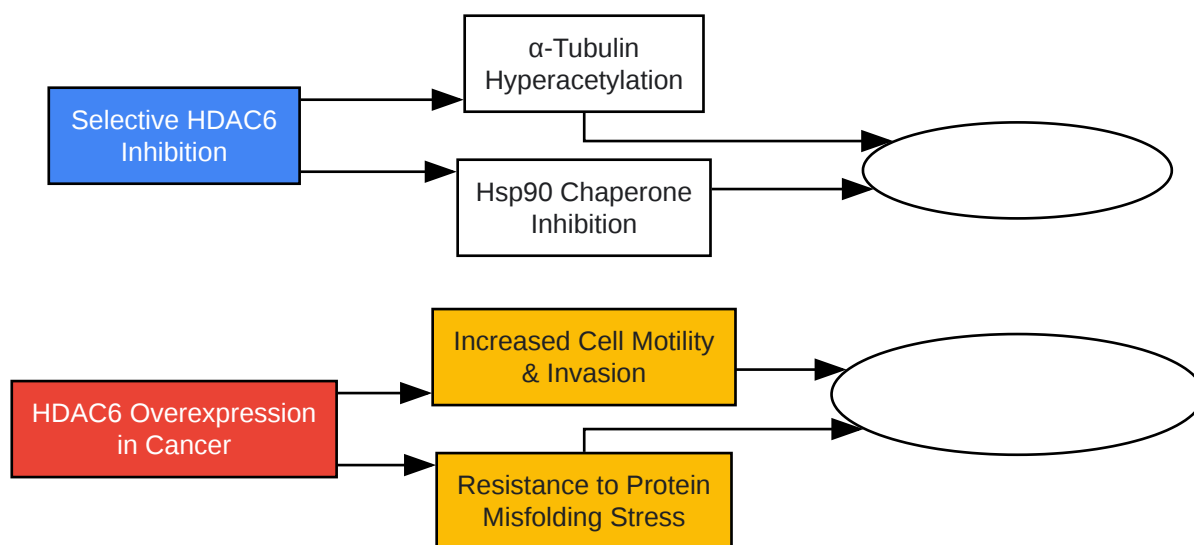 α-Tubulin
Hyperacetylation
Selective HDAC6
Inhibition
Hsp90 Chaperone
Inhibition
Increased Cell Motility
& Invasion
HDAC6 Overexpression
in Cancer
Resistance to Protein
Misfolding Stress